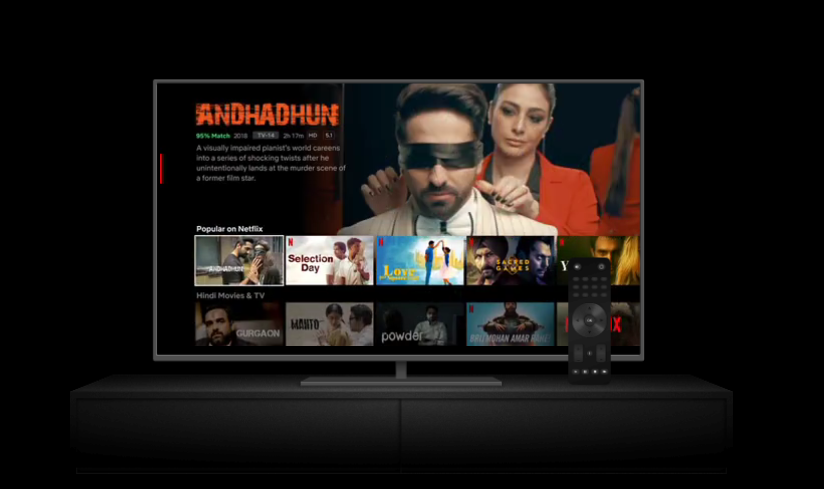 ANDHADHUN
95% Match 2018 TV-14 2h 17m HD 5.1
A visually impaired pianist's world careens
into a series of shocking twists after he
unintentionally lands at the murder scene of
a former film star.
Popular on Netflix
ANDHADHUN
N
Selection
Day
N
Love
per Square Foot
N
SACRED
GAMES
N
Y
Hindi Movies & TV
GURGAON
MANTO
powder
N
BRIJ MOHAN AMAR RAHE